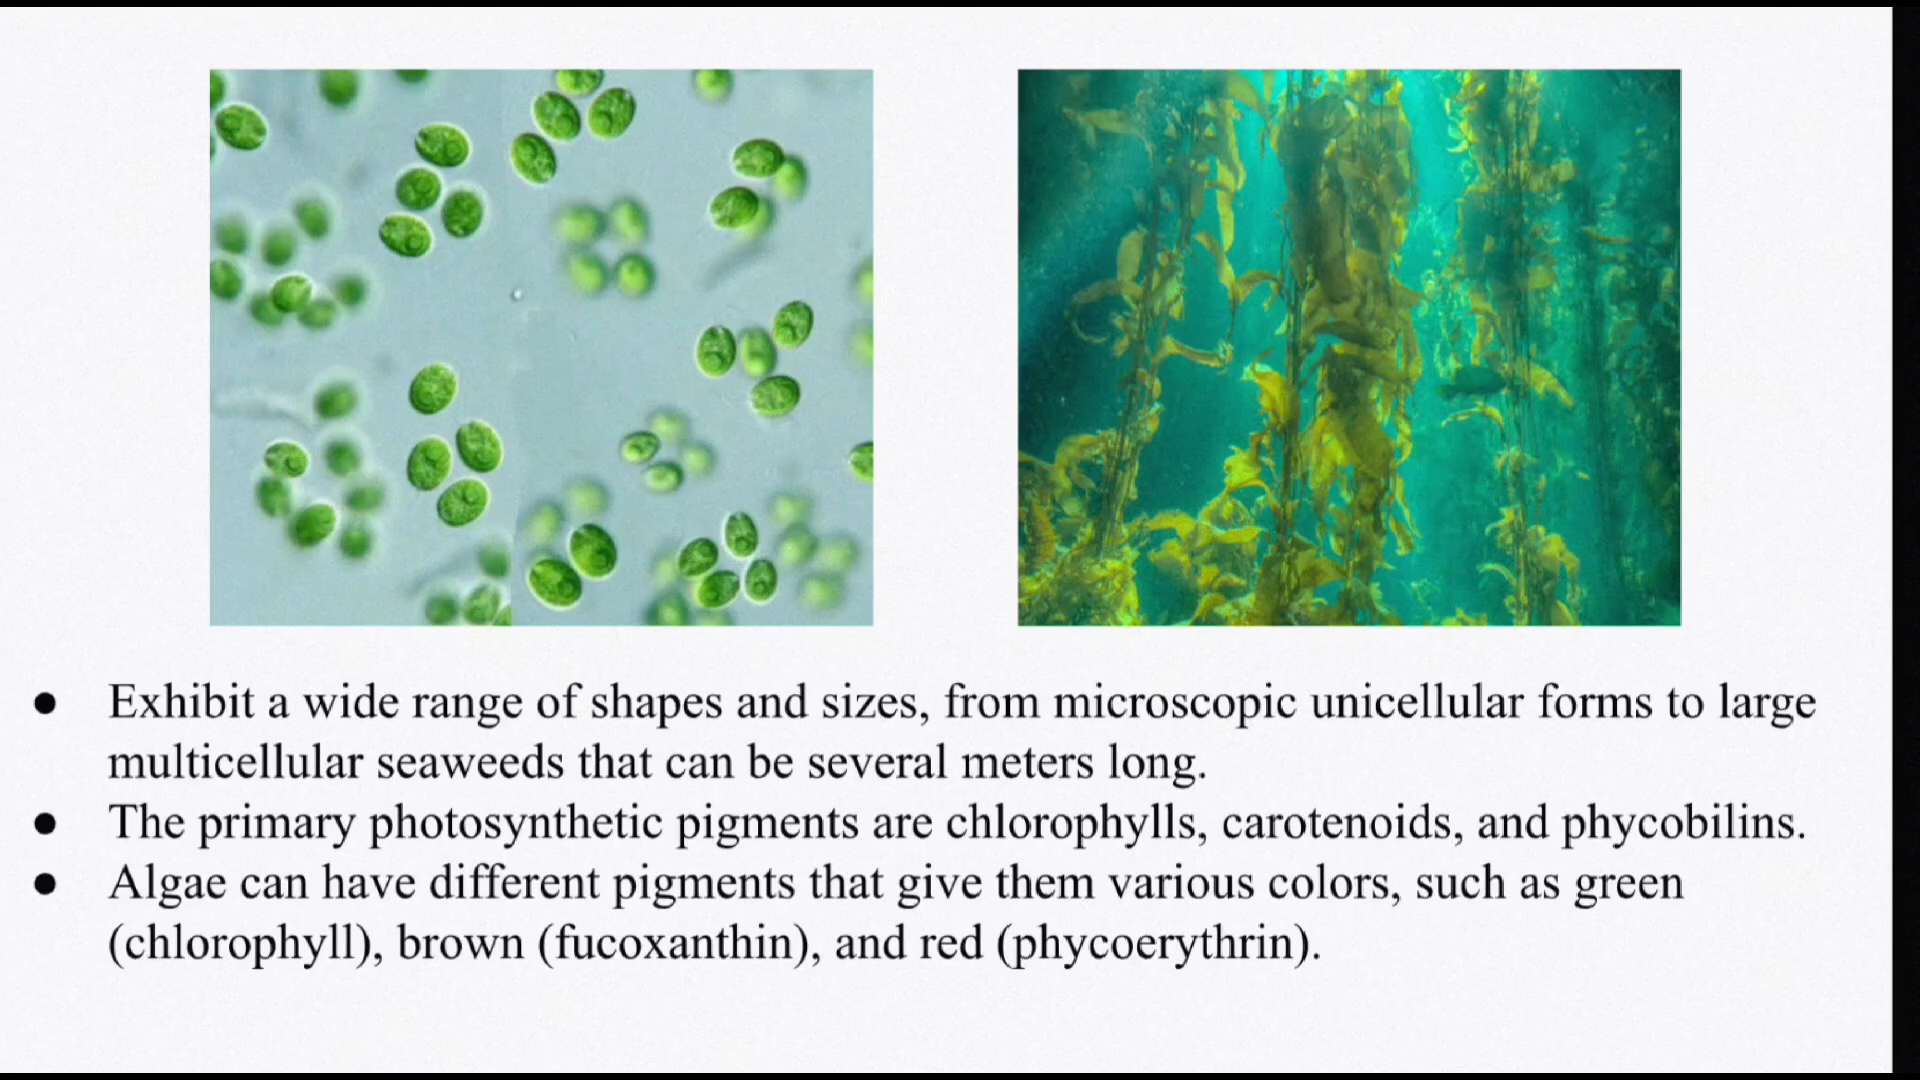 ● Exhibit a wide range of shapes and sizes, from microscopic unicellular forms to large
multicellular seaweeds that can be several meters long.
● The primary photosynthetic pigments are chlorophylls, carotenoids, and phycobilins.
● Algae can have different pigments that give them various colors, such as green
(chlorophyll), brown (fucoxanthin), and red (phycoerythrin).